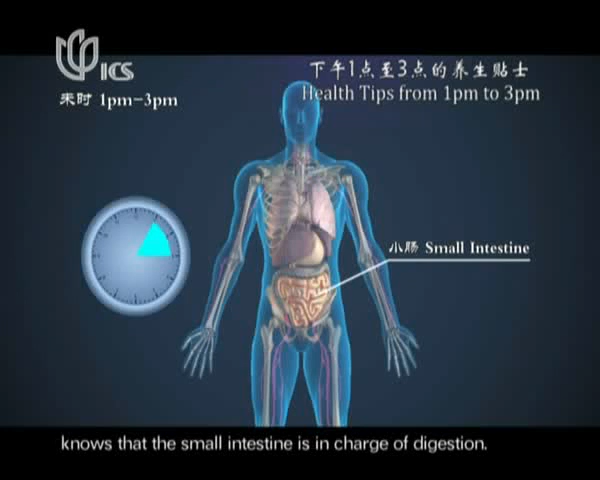 ICS
下午1点至3点的养生贴士
Health Tips from 1pm to 3pm
未时 1pm-3pm
小肠 Small Intestine
knows that the small intestine is in charge of digestion.